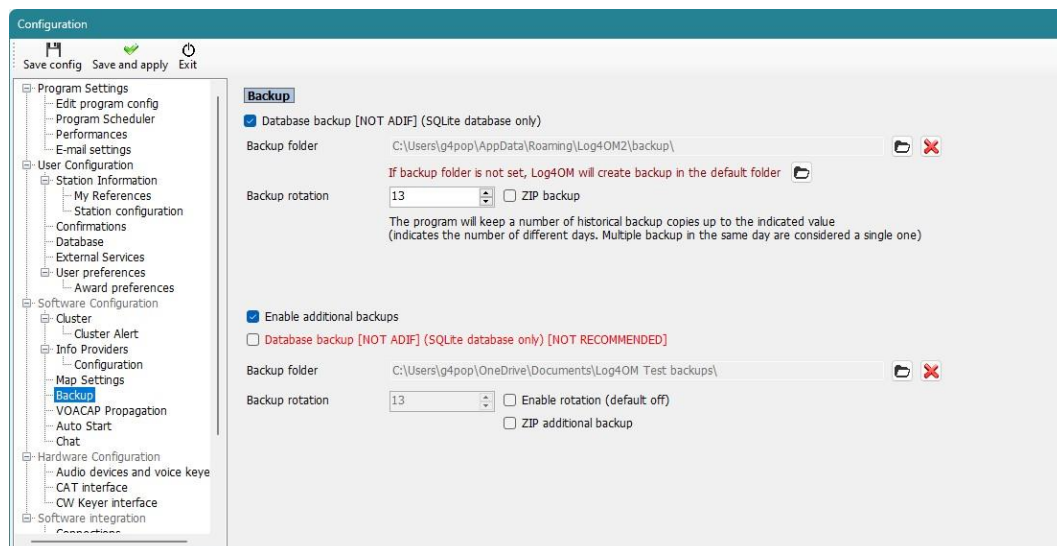 Configuration
Save config Save and apply Exit
Program Settings
Edit program config
Program Scheduler
Performances
E-mail settings
User Configuration
Station Information
My References
Station configuration
Confirmations
Database
External Services
User preferences
Award preferences
Software Configuration
Cluster
Cluster Alert
Info Providers
Configuration
Map Settings
Backup
VOACAP Propagation
Auto Start
Chat
Hardware Configuration
Audio devices and voice keye
CAT interface
CW Keyer interface
Software integration
Connections
Backup
Database backup [NOT ADIF] (SQLite database only)
Backup folder C:\Users\g4pop\AppData\Roaming\Log4OM2\backup\
If backup folder is not set, Log4OM will create backup in the default folder
Backup rotation 13 ZIP backup
The program will keep a number of historical backup copies up to the indicated value
(indicates the number of different days. Multiple backup in the same day are considered a single one)
Enable additional backups
Database backup [NOT ADIF] (SQLite database only) [NOT RECOMMENDED]
Backup folder C:\Users\g4pop\OneDrive\Documents\Log4OM Test backups\
Backup rotation 13 Enable rotation (default off)
ZIP additional backup